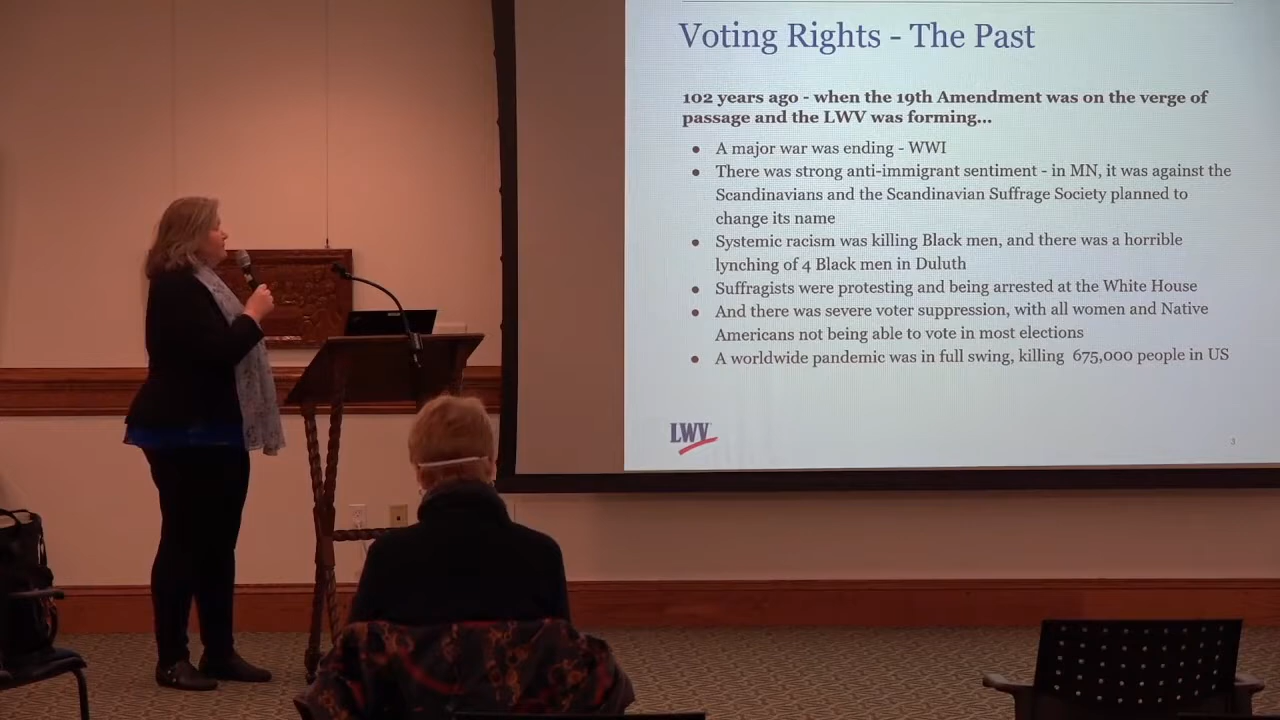 Voting Rights - The Past
102 years ago - when the 19th Amendment was on the verge of
passage and the LWV was forming...
● A major war was ending - WWI
● There was strong anti-immigrant sentiment - in MN, it was against the
Scandinavians and the Scandinavian Suffrage Society planned to
change its name
● Systemic racism was killing Black men, and there was a horrible
lynching of 4 Black men in Duluth
● Suffragists were protesting and being arrested at the White House
● And there was severe voter suppression, with all women and Native
Americans not being able to vote in most elections
● A worldwide pandemic was in full swing, killing 675,000 people in US
LWV
3